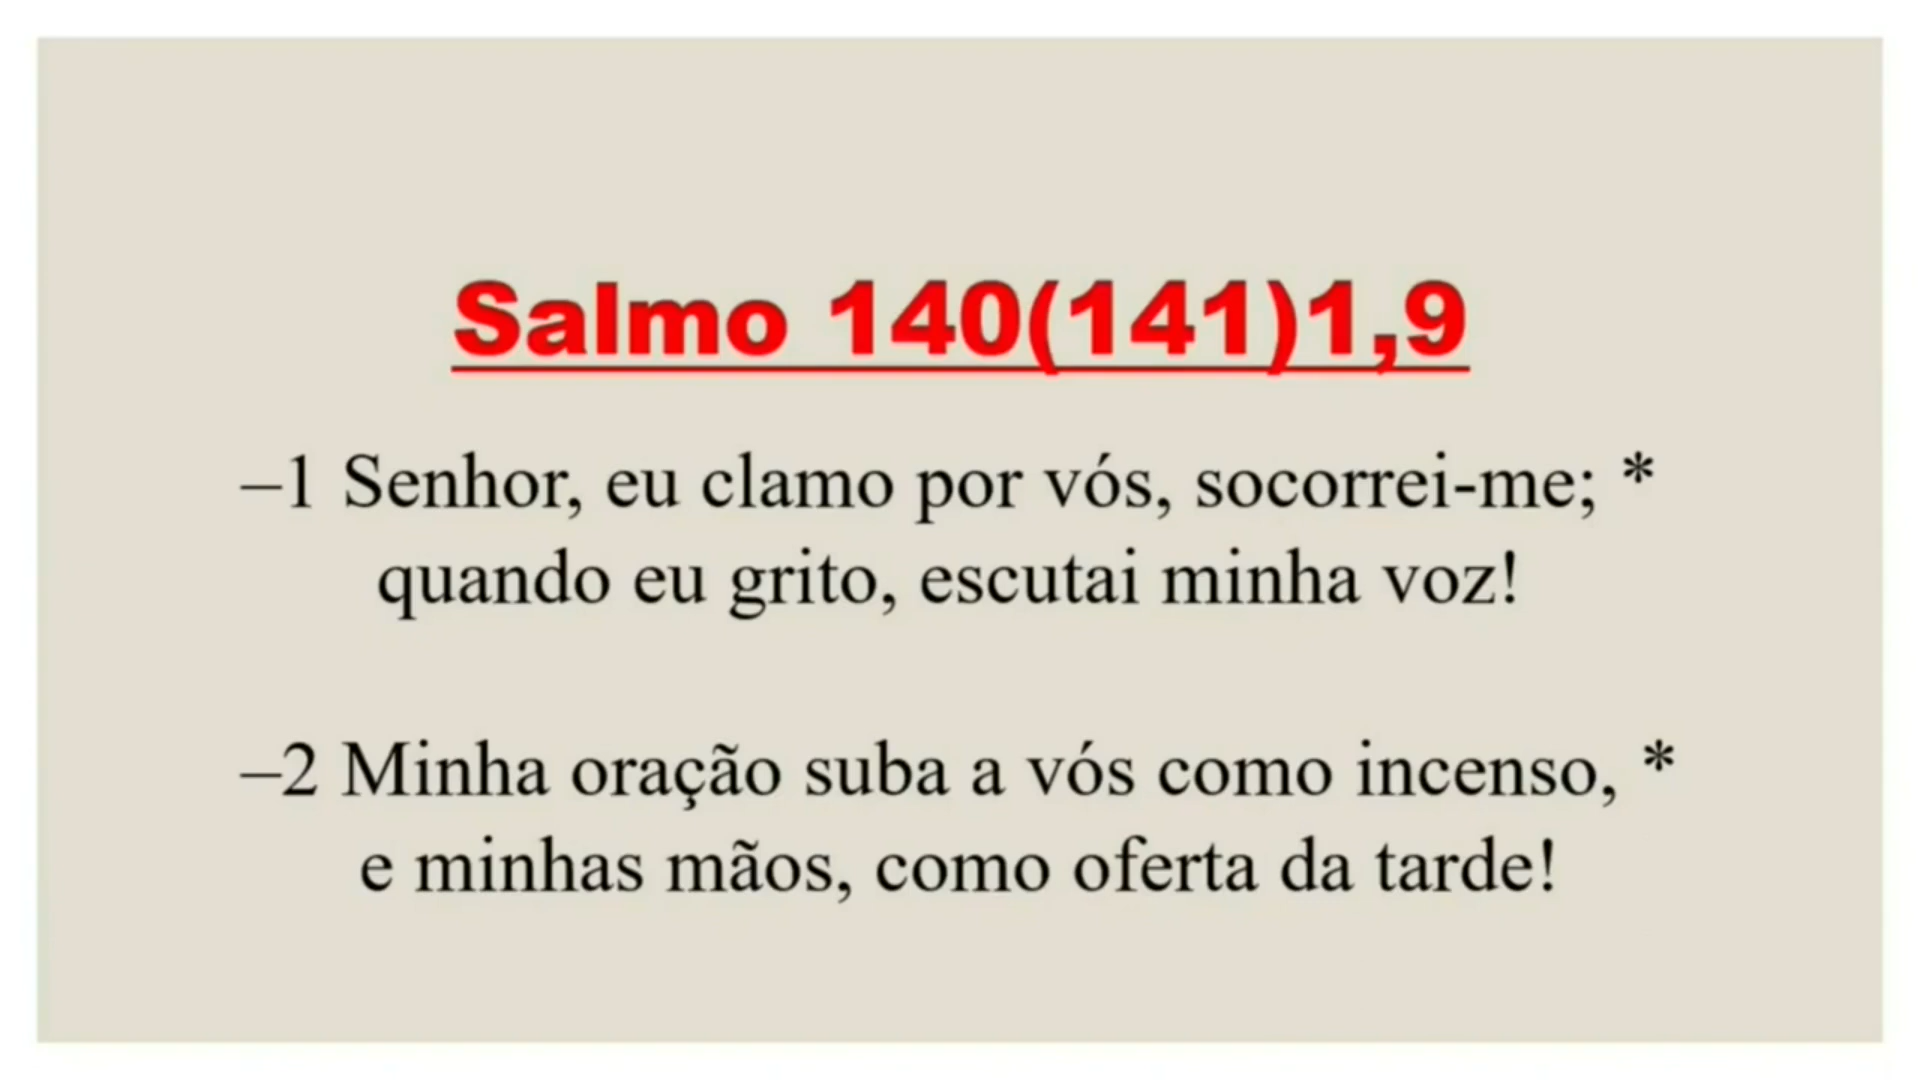 Salmo 140(141)1,9
–1 Senhor, eu clamo por vós, socorrei-me; *
quando eu grito, escutai minha voz!
–2 Minha oração suba a vós como incenso, *
e minhas mãos, como oferta da tarde!